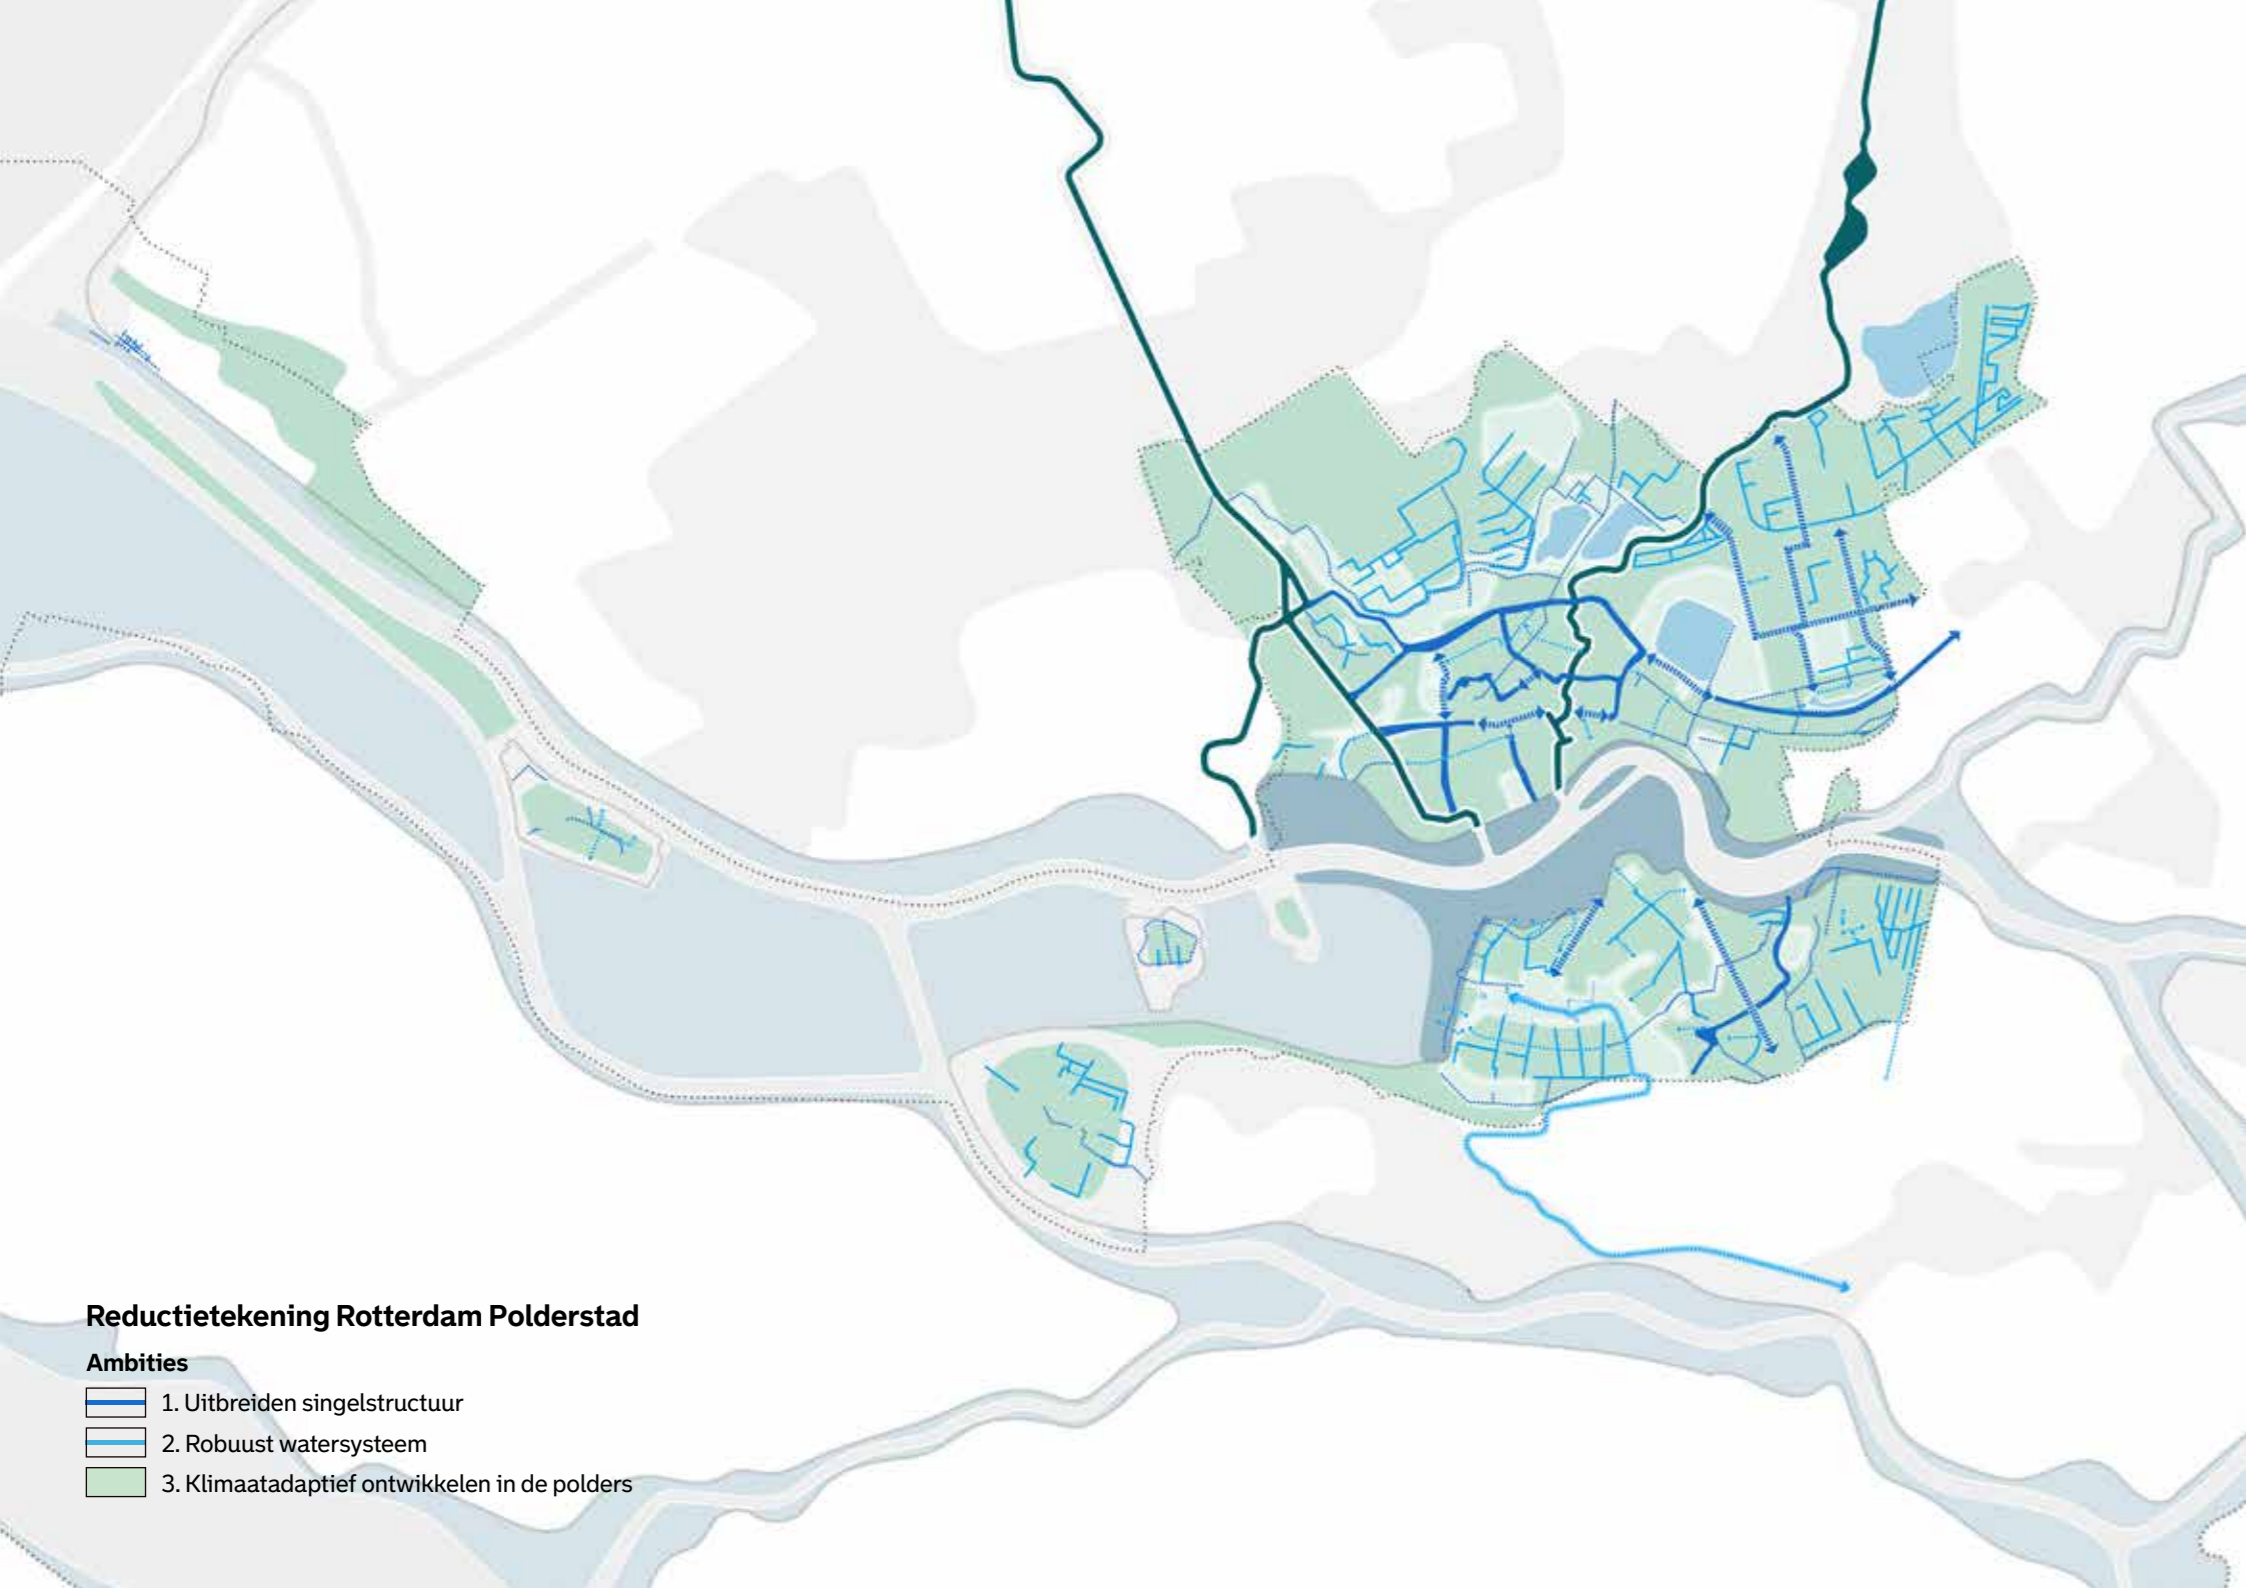 Reductietekening Rotterdam Polderstad
Ambities
1. Uitbreiden singelstructuur
2. Robuust watersysteem
3. Klimaatadaptief ontwikkelen in de polders